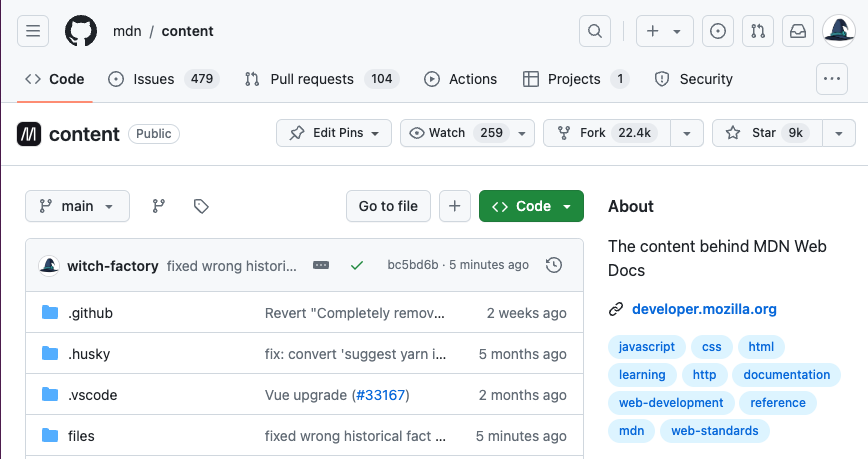 mdn / content
Code Issues 479 Pull requests 104 Actions Projects 1 Security
content Public Edit Pins Watch 259 Fork 22.4k Star 9k
main Go to file Code
About
The content behind MDN Web
Docs
developer.mozilla.org
javascript css html
learning http documentation
web-development reference
mdn web-standards
witch-factory fixed wrong histori... bc5bd6b · 5 minutes ago
.github Revert "Completely remov... 2 weeks ago
.husky fix: convert 'suggest yarn i... 5 months ago
.vscode Vue upgrade (#33167) 2 months ago
files fixed wrong historical fact ... 5 minutes ago